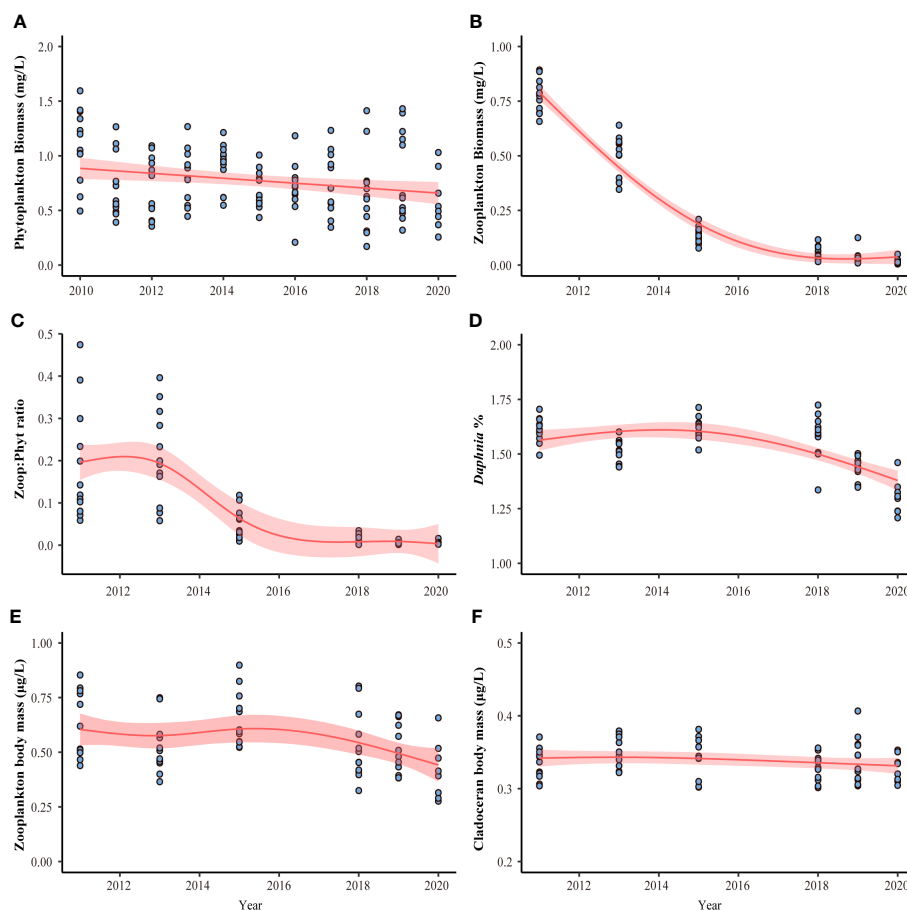 A
Phytoplankton Biomass (mg/L)
2.0
1.5
1.0
0.5
0.0
2010 2012 2014 2016 2018 2020
B
Zooplankton Biomass (mg/L)
1.00
0.75
0.50
0.25
0.00
2012 2014 2016 2018 2020
C
Zoop:Phyt ratio
0.5
0.4
0.3
0.2
0.1
0.0
2012 2014 2016 2018 2020
D
Daphnia %
2.00
1.75
1.50
1.25
1.00
2012 2014 2016 2018 2020
E
Zooplankton body mass (μg/L)
1.00
0.75
0.50
0.25
0.00
2012 2014 2016 2018 2020
Year
F
Cladoceran body mass (μg/L)
0.5
0.4
0.3
0.2
2012 2014 2016 2018 2020
Year